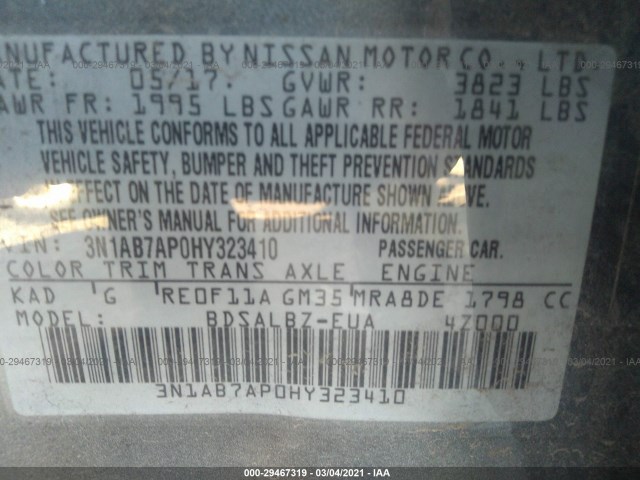 MANUFACTURED BY NISSAN MOTOR CO., LTD.
DATE: 05/17. GVWR: 3823 LBS
GAWR FR: 1995 LBS GAWR RR: 1841 LBS
THIS VEHICLE CONFORMS TO ALL APPLICABLE FEDERAL MOTOR
VEHICLE SAFETY, BUMPER AND THEFT PREVENTION STANDARDS
IN EFFECT ON THE DATE OF MANUFACTURE SHOWN ABOVE.
SEE OWNER'S MANUAL FOR ADDITIONAL INFORMATION.
VIN: 3N1AB7AP0HY323410 PASSENGER CAR.
COLOR TRIM TRANS AXLE ENGINE
KAD G RE0F11A GM35 MRA8DE 1798 CC
MODEL: BDSALBZ-EUA 4Z000
3N1AB7AP0HY323410
000-29467319 | 03/04/2021 - IAA